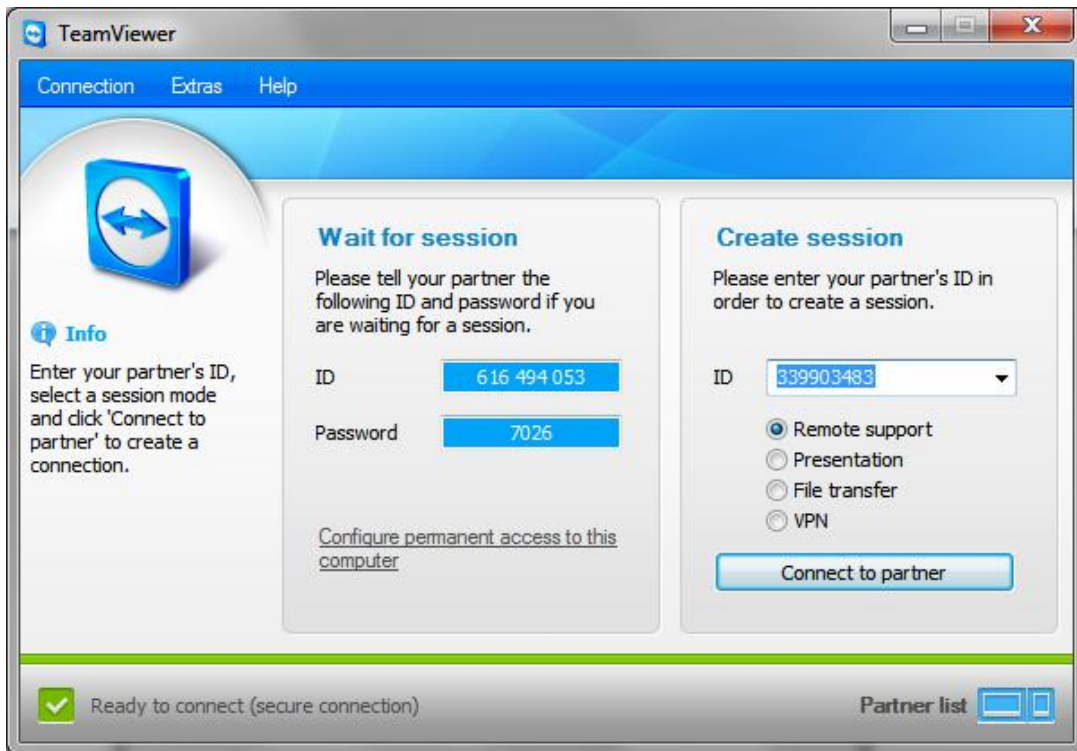 TeamViewer
Connection Extras Help
Info
Enter your partner's ID,
select a session mode
and click 'Connect to
partner' to create a
connection.
Wait for session
Please tell your partner the
following ID and password if you
are waiting for a session.
ID 616 494 053
Password 7026
Configure permanent access to this
computer
Create session
Please enter your partner's ID in
order to create a session.
ID 339903483
Remote support
Presentation
File transfer
VPN
Connect to partner
Ready to connect (secure connection)
Partner list